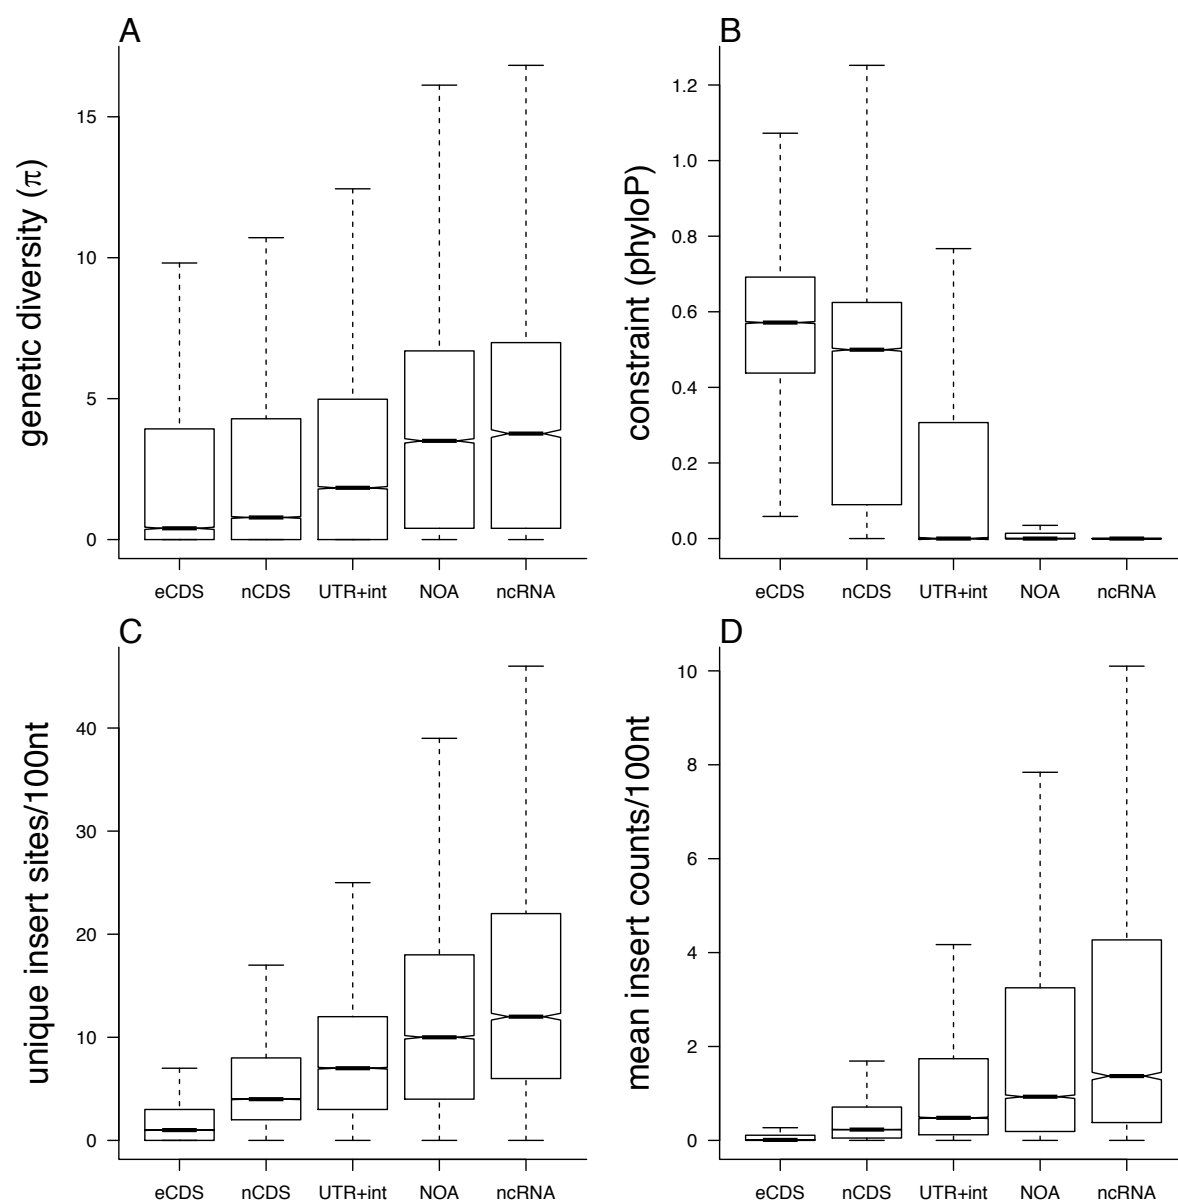 A
genetic diversity (π)
15
10
5
0
eCDS nCDS UTR+int NOA ncRNA
B
constraint (phyloP)
1.2
1.0
0.8
0.6
0.4
0.2
0.0
eCDS nCDS UTR+int NOA ncRNA
C
unique insert sites/100nt
40
30
20
10
0
eCDS nCDS UTR+int NOA ncRNA
D
mean insert counts/100nt
10
8
6
4
2
0
eCDS nCDS UTR+int NOA ncRNA